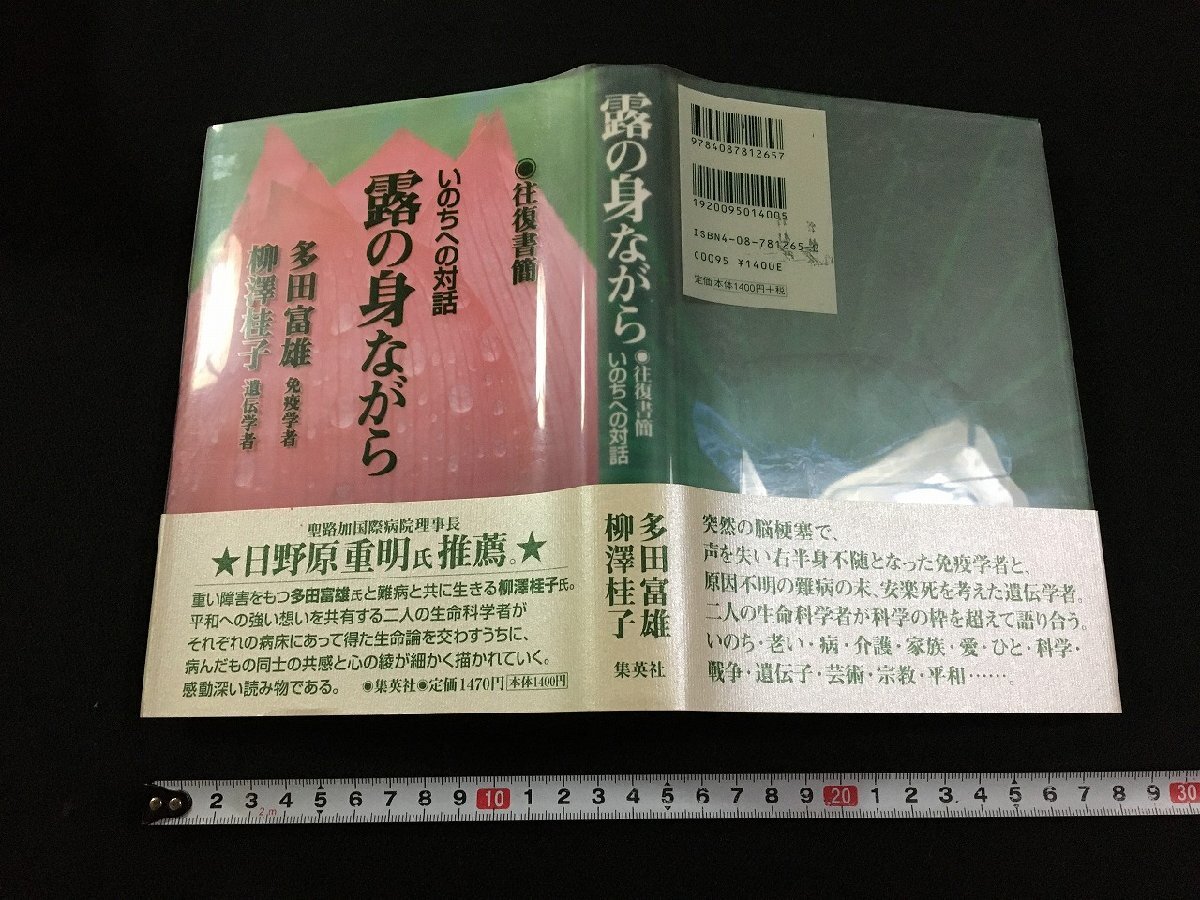 ●往復書簡
いのちへの対話
露の身ながら
多田富雄 免疫学者
柳澤桂子 遺伝学者
聖路加国際病院理事長
★日野原重明氏推薦。★
重い障害をもつ多田富雄氏と難病と共に生きる柳澤桂子氏。
平和への強い想いを共有する二人の生命科学者が
それぞれの病床にあって得た生命論を交わすうちに、
病んだもの同士の共感と心の綾が細かく描かれていく。
感動深い読み物である。
●集英社●定価1470円 本体1400円
露の身ながら
●往復書簡
いのちへの対話
多田富雄
柳澤桂子
集英社
9784087812657
1920095014005
ISBN4-08-781265-
C0095 ¥1400E
定価本体1400円+税
突然の脳梗塞で、
声を失い右半身不随となった免疫学者と、
原因不明の難病の末、安楽死を考えた遺伝学者。
二人の生命科学者が科学の枠を超えて語り合う。
いのち・老い・病・介護・家族・愛・ひと・科学・
戦争・遺伝子・芸術・宗教・平和……。
2 3 4 5 6 7 8 9 10 1 2 3 4 5 6 7 8 9 20 1 2 3 4 5 6 7 8 9 30
2m